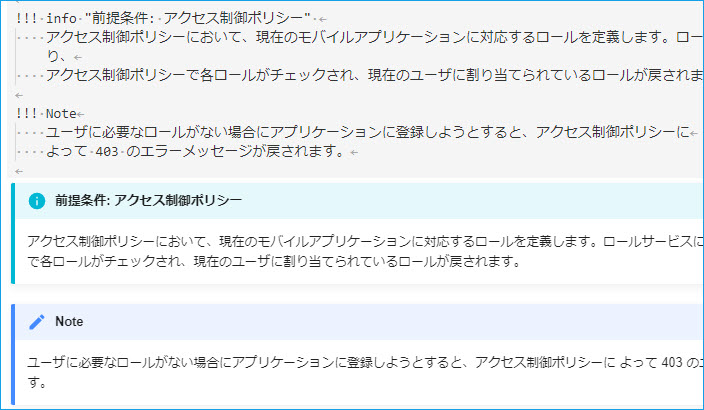 !!! info "前提条件: アクセス制御ポリシー"
アクセス制御ポリシーにおいて、現在のモバイルアプリケーションに対応するロールを定義します。ロー
り、
アクセス制御ポリシーで各ロールがチェックされ、現在のユーザに割り当てられているロールが戻されま
!!! Note
ユーザに必要なロールがない場合にアプリケーションに登録しようとすると、アクセス制御ポリシーに
よって 403 のエラーメッセージが戻されます。
前提条件: アクセス制御ポリシー
アクセス制御ポリシーにおいて、現在のモバイルアプリケーションに対応するロールを定義します。ロールサービスに
で各ロールがチェックされ、現在のユーザに割り当てられているロールが戻されます。
Note
ユーザに必要なロールがない場合にアプリケーションに登録しようとすると、アクセス制御ポリシーに よって 403 の
す。